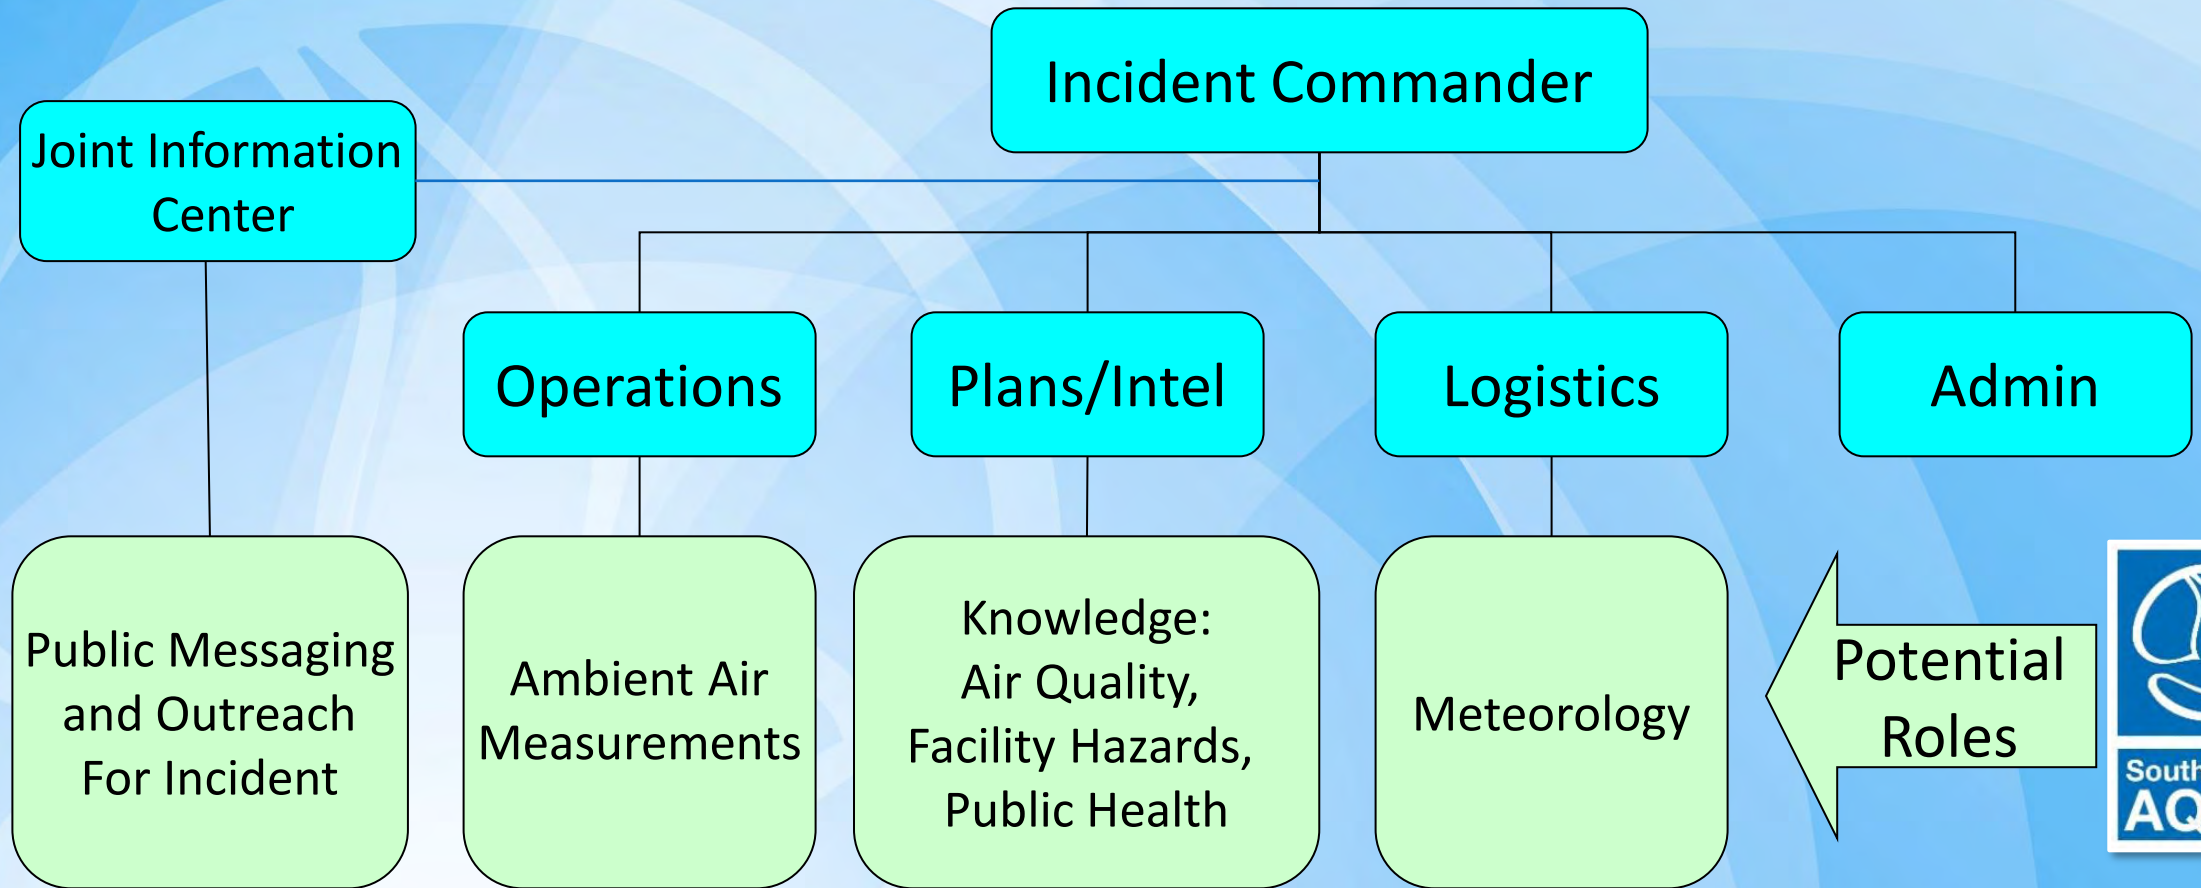 Incident Commander
Joint Information
Center
Operations
Plans/Intel
Logistics
Admin
Public Messaging
and Outreach
For Incident
Ambient Air
Measurements
Knowledge:
Air Quality,
Facility Hazards,
Public Health
Meteorology
Potential
Roles
South
AQ